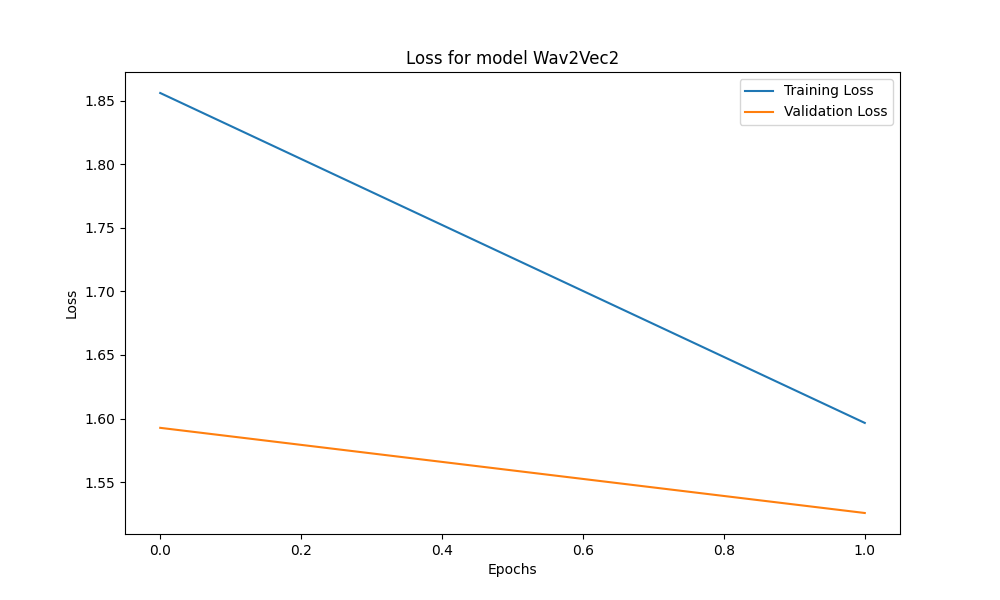 Loss for model Wav2Vec2
Training Loss
Validation Loss
1.85
1.80
1.75
1.70
1.65
1.60
1.55
Loss
0.0 0.2 0.4 0.6 0.8 1.0
Epochs